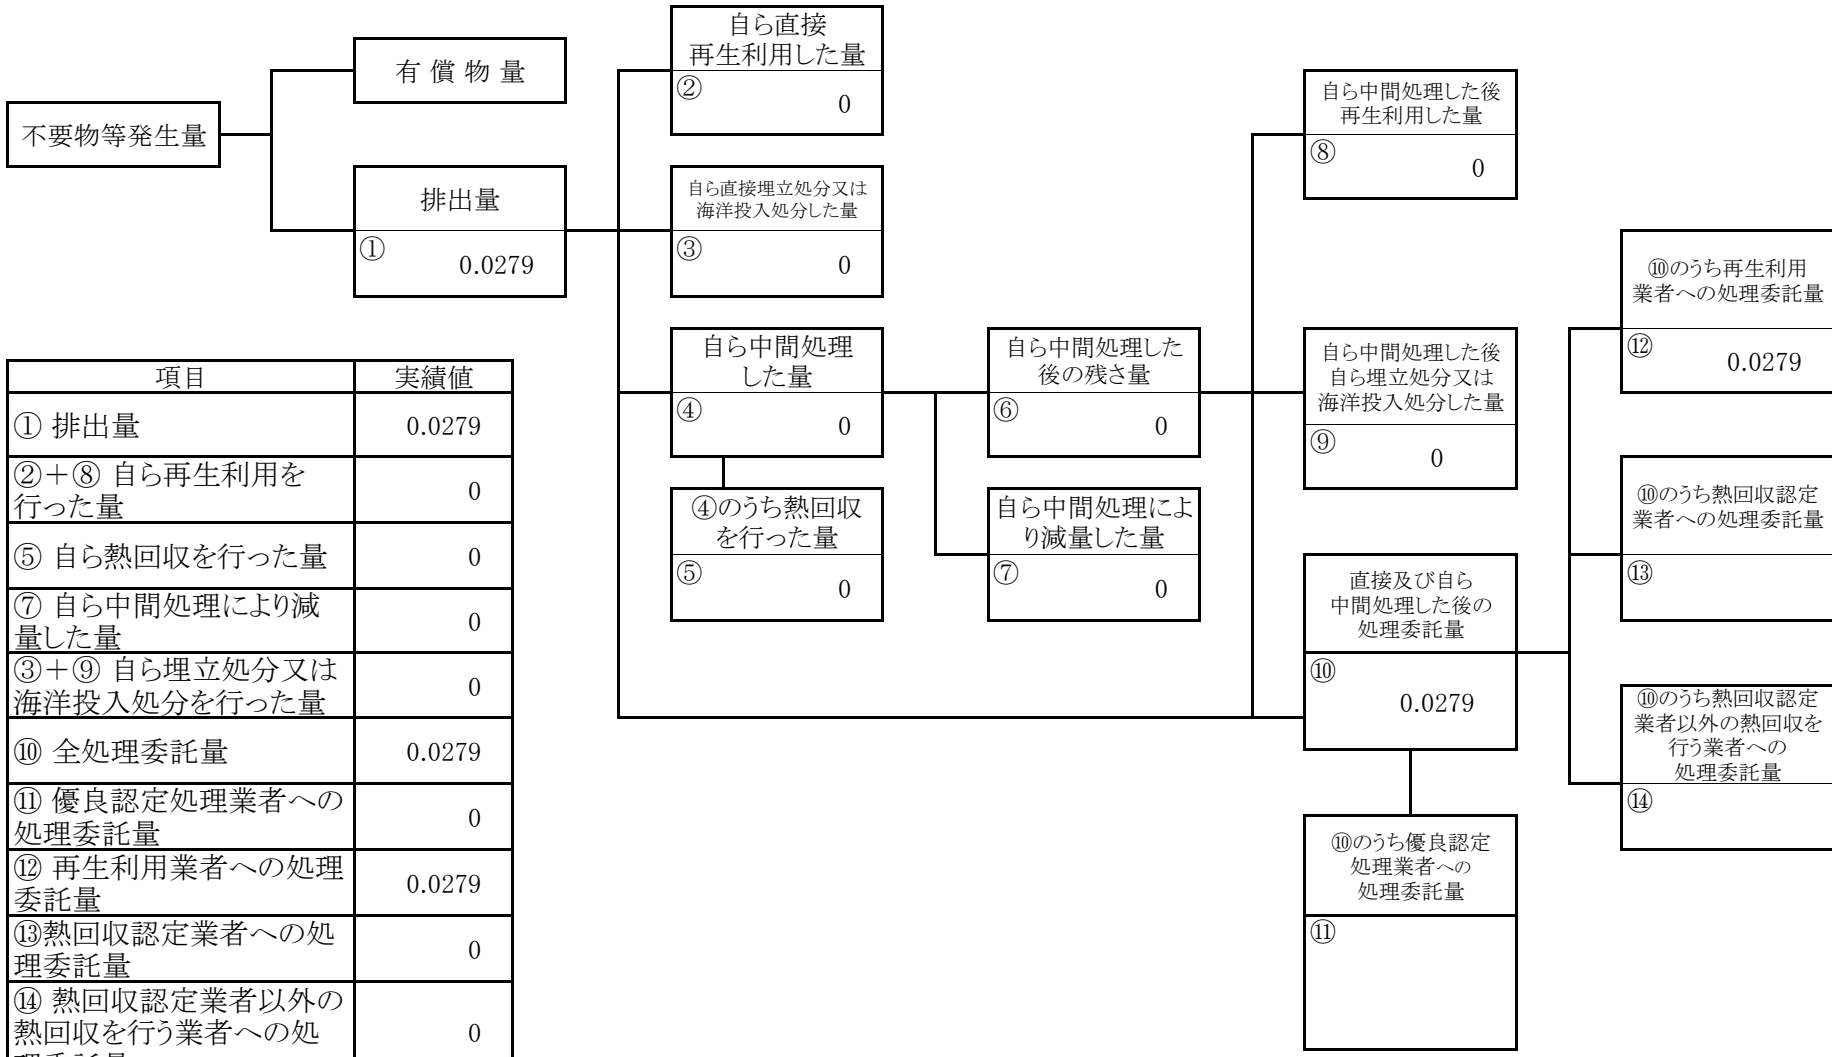 不要物等発生量
有 償 物 量
排出量
①
0.0279
自ら直接
再生利用した量
②
0
自ら直接埋立処分又は
海洋投入処分した量
③
0
自ら中間処理
した量
④
0
④のうち熱回収
を行った量
⑤
0
自ら中間処理した
後の残さ量
⑥
0
自ら中間処理によ
り減量した量
⑦
0
自ら中間処理した後
再生利用した量
⑧
0
自ら中間処理した後
自ら埋立処分又は
海洋投入処分した量
⑨
0
直接及び自ら
中間処理した後の
処理委託量
⑩
0.0279
⑩のうち優良認定
処理業者への
処理委託量
⑪
⑩のうち再生利用
業者への処理委託量
⑫
0.0279
⑩のうち熱回収認定
業者への処理委託量
⑬
⑩のうち熱回収認定
業者以外の熱回収を
行う業者への
処理委託量
⑭
項目 実績値
① 排出量 0.0279
②＋⑧ 自ら再生利用を
行った量 0
⑤ 自ら熱回収を行った量 0
⑦ 自ら中間処理により減
量した量 0
③＋⑨ 自ら埋立処分又は
海洋投入処分を行った量 0
⑩ 全処理委託量 0.0279
⑪ 優良認定処理業者への
処理委託量 0
⑫ 再生利用業者への処理
委託量 0.0279
⑬熱回収認定業者への処
理委託量 0
⑭ 熱回収認定業者以外の
熱回収を行う業者への処 0